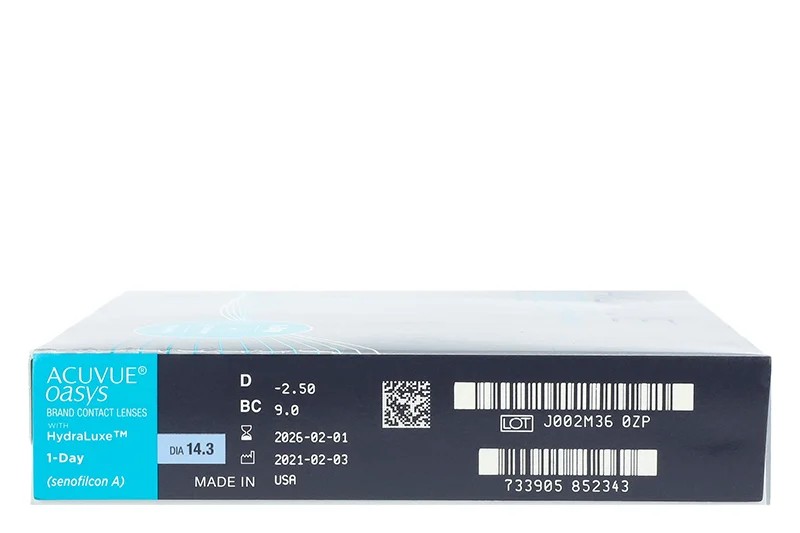 ACUVUE®
oasys
BRAND CONTACT LENSES
WITH
HydraLuxe™
1-Day
(senofilcon A)
DIA 14.3
D -2.50
BC 9.0
2026-02-01
2021-02-03
MADE IN USA
LOT J002M36 0ZP
733905 852343